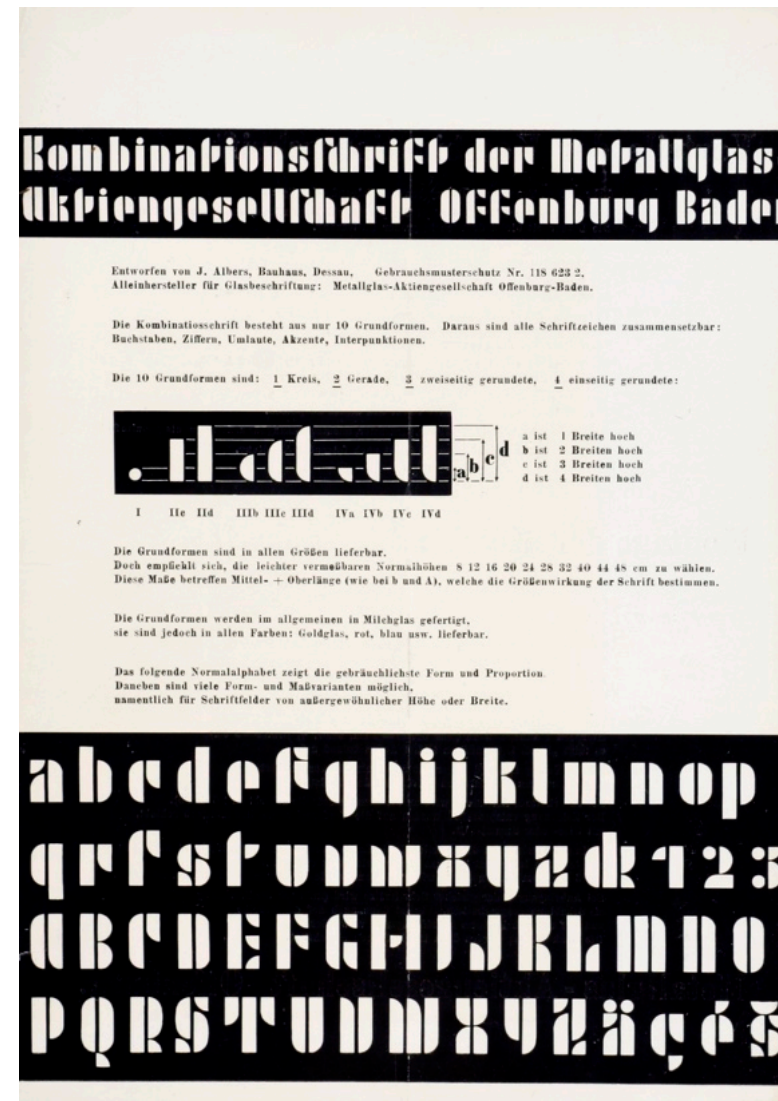 Kombinationsſchrift der Metallglas
Aktiengesellſchaft Offenburg Baden
Entworfen von J. Albers, Bauhaus, Dessau, Gebrauchsmusterschutz Nr. 118 623 2.
Alleinhersteller für Glasbeschriftung: Metallglas-Aktiengesellschaft Offenburg-Baden.
Die Kombinatiosschrift besteht aus nur 10 Grundformen. Daraus sind alle Schriftzeichen zusammensetzbar:
Buchstaben, Ziffern, Umlaute, Akzente, Interpunktionen.
Die 10 Grundformen sind: 1 Kreis, 2 Gerade, 3 zweiseitig gerundete, 4 einseitig gerundete:
a b c d
a ist 1 Breite hoch
b ist 2 Breiten hoch
c ist 3 Breiten hoch
d ist 4 Breiten hoch
I IIc IId IIIb IIIc IIId IVa IVb IVc IVd
Die Grundformen sind in allen Größen lieferbar.
Doch empfiehlt sich, die leichter vermeßbaren Normalhöhen 8 12 16 20 24 28 32 40 44 48 cm zu wählen.
Diese Maße betreffen Mittel- + Oberlänge (wie bei b und A), welche die Größenwirkung der Schrift bestimmen.
Die Grundformen werden im allgemeinen in Milchglas gefertigt,
sie sind jedoch in allen Farben: Goldglas, rot, blau usw. lieferbar.
Das folgende Normalalphabet zeigt die gebräuchlichste Form und Proportion.
Daneben sind viele Form- und Maßvarianten möglich,
namentlich für Schriftfelder von außergewöhnlicher Höhe oder Breite.
a b c d e f g h i j k l m n o p
q r ſ s t u v w x y z ck 1 2 3
A B C D E F G H I J K L M N O
P Q R S T U V W X Y Z ä ç é š